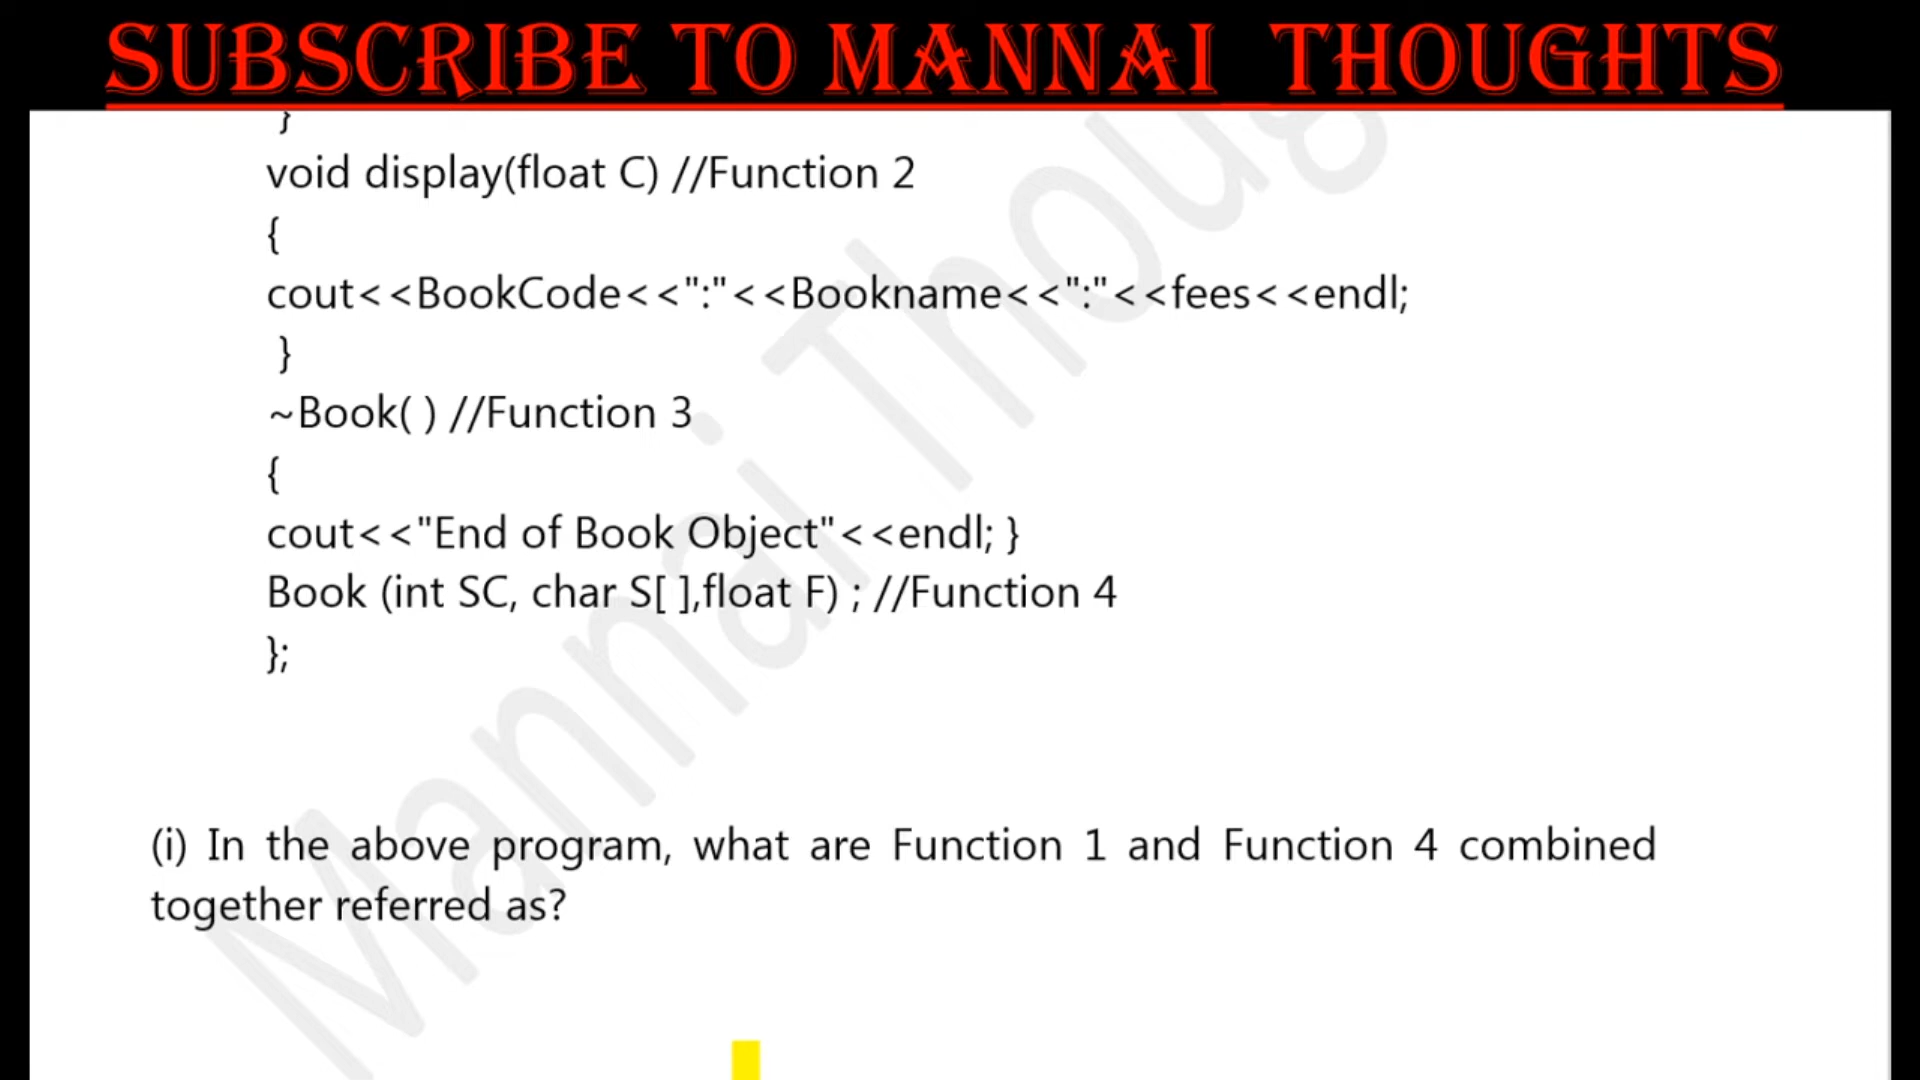 SUBSCRIBE TO MANNAI THOUGHTS
}
void display(float C) //Function 2
{
cout<<BookCode<<":"<<Bookname<<":"<<fees<<endl;
}
~Book( ) //Function 3
{
cout<<"End of Book Object"<<endl; }
Book (int SC, char S[ ],float F) ; //Function 4
};
(i) In the above program, what are Function 1 and Function 4 combined
together referred as?
Mannai Thoug